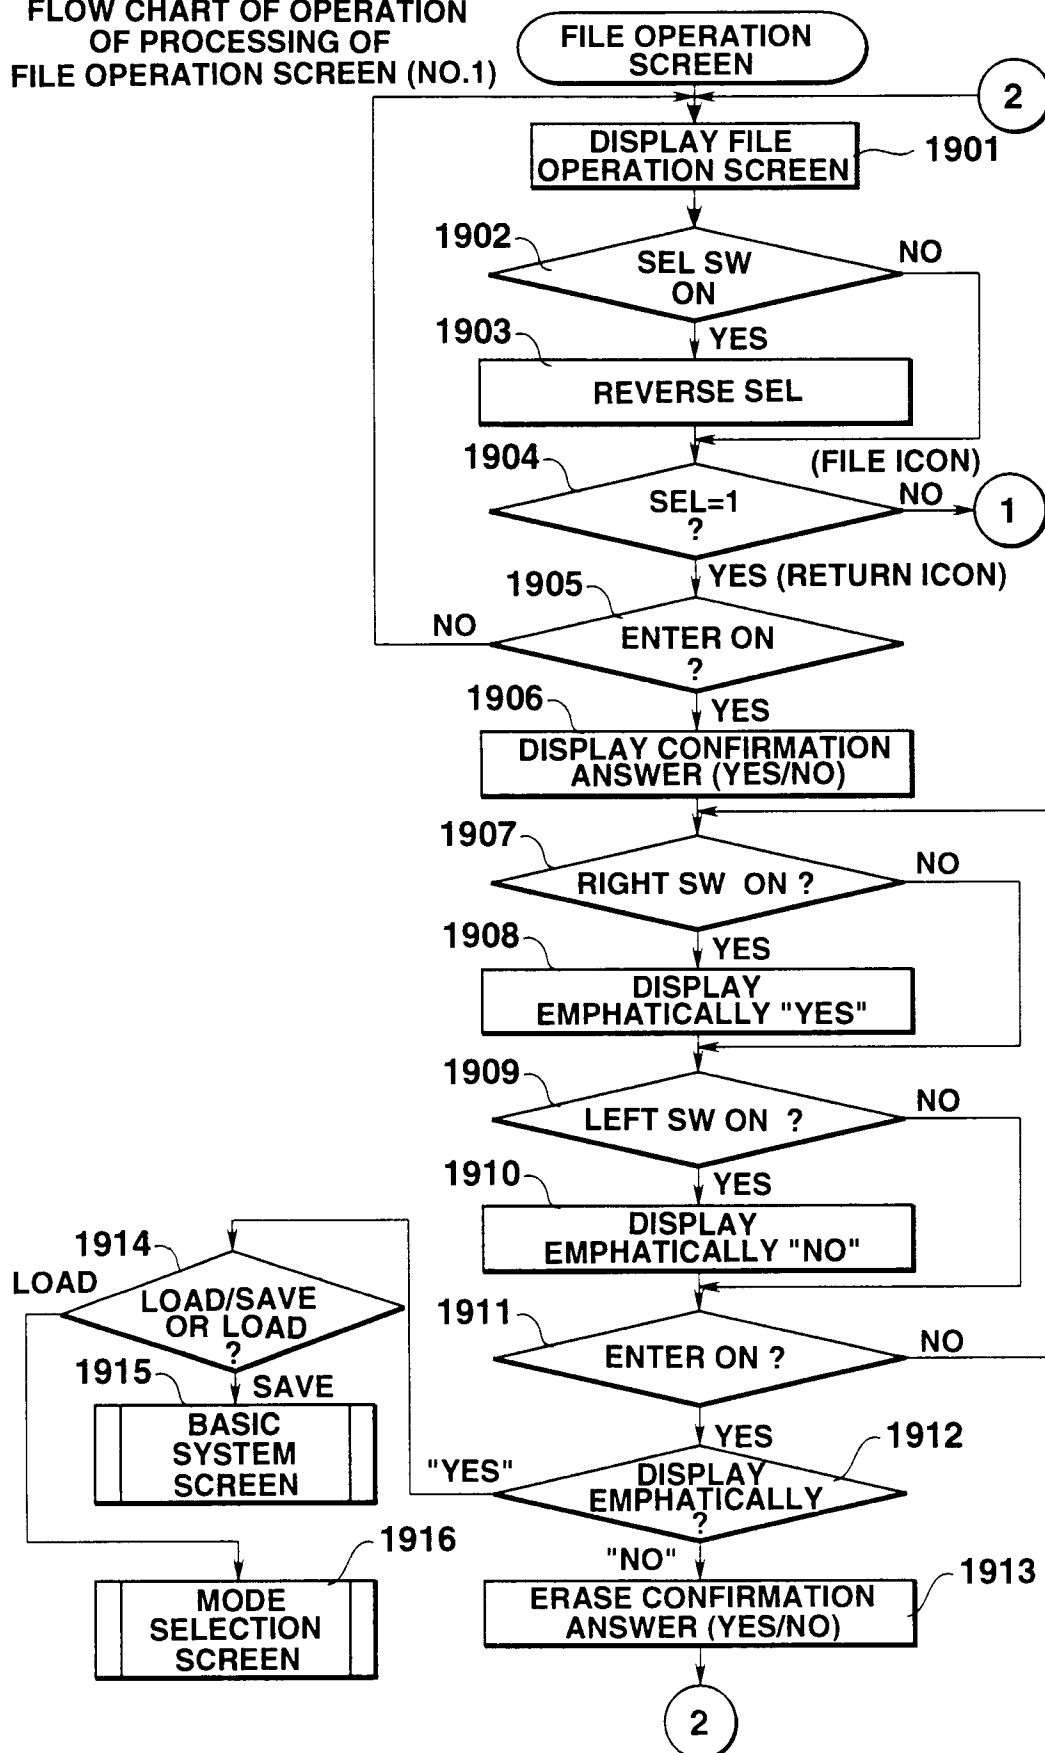 FLOW CHART OF OPERATION
OF PROCESSING OF
FILE OPERATION SCREEN (NO.1)
FILE OPERATION
SCREEN
2
DISPLAY FILE
OPERATION SCREEN
1901
1902
SEL SW
ON
NO
YES
1903
REVERSE SEL
1904
(FILE ICON)
SEL=1
?
NO
1
YES (RETURN ICON)
1905
NO
ENTER ON
?
1906
YES
DISPLAY CONFIRMATION
ANSWER (YES/NO)
1907
RIGHT SW ON ?
NO
1908
YES
DISPLAY
EMPHATICALLY "YES"
1909
LEFT SW ON ?
NO
1910
YES
DISPLAY
EMPHATICALLY "NO"
1911
ENTER ON ?
NO
YES
1912
DISPLAY
EMPHATICALLY
?
"YES"
"NO"
1913
ERASE CONFIRMATION
ANSWER (YES/NO)
2
1914
LOAD
LOAD/SAVE
OR LOAD
?
1915
SAVE
BASIC
SYSTEM
SCREEN
1916
MODE
SELECTION
SCREEN